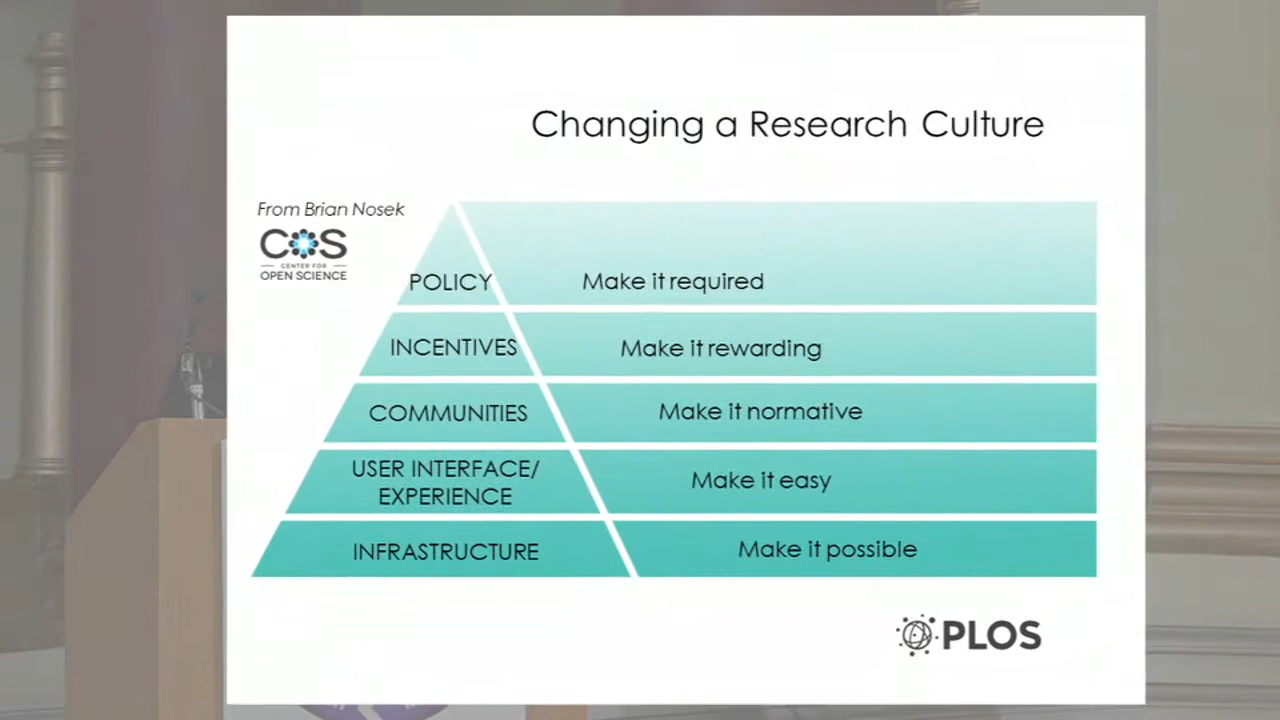 Changing a Research Culture
From Brian Nosek
COS
CENTER FOR
OPEN SCIENCE
POLICY
Make it required
INCENTIVES
Make it rewarding
COMMUNITIES
Make it normative
USER INTERFACE/
EXPERIENCE
Make it easy
INFRASTRUCTURE
Make it possible
PLOS